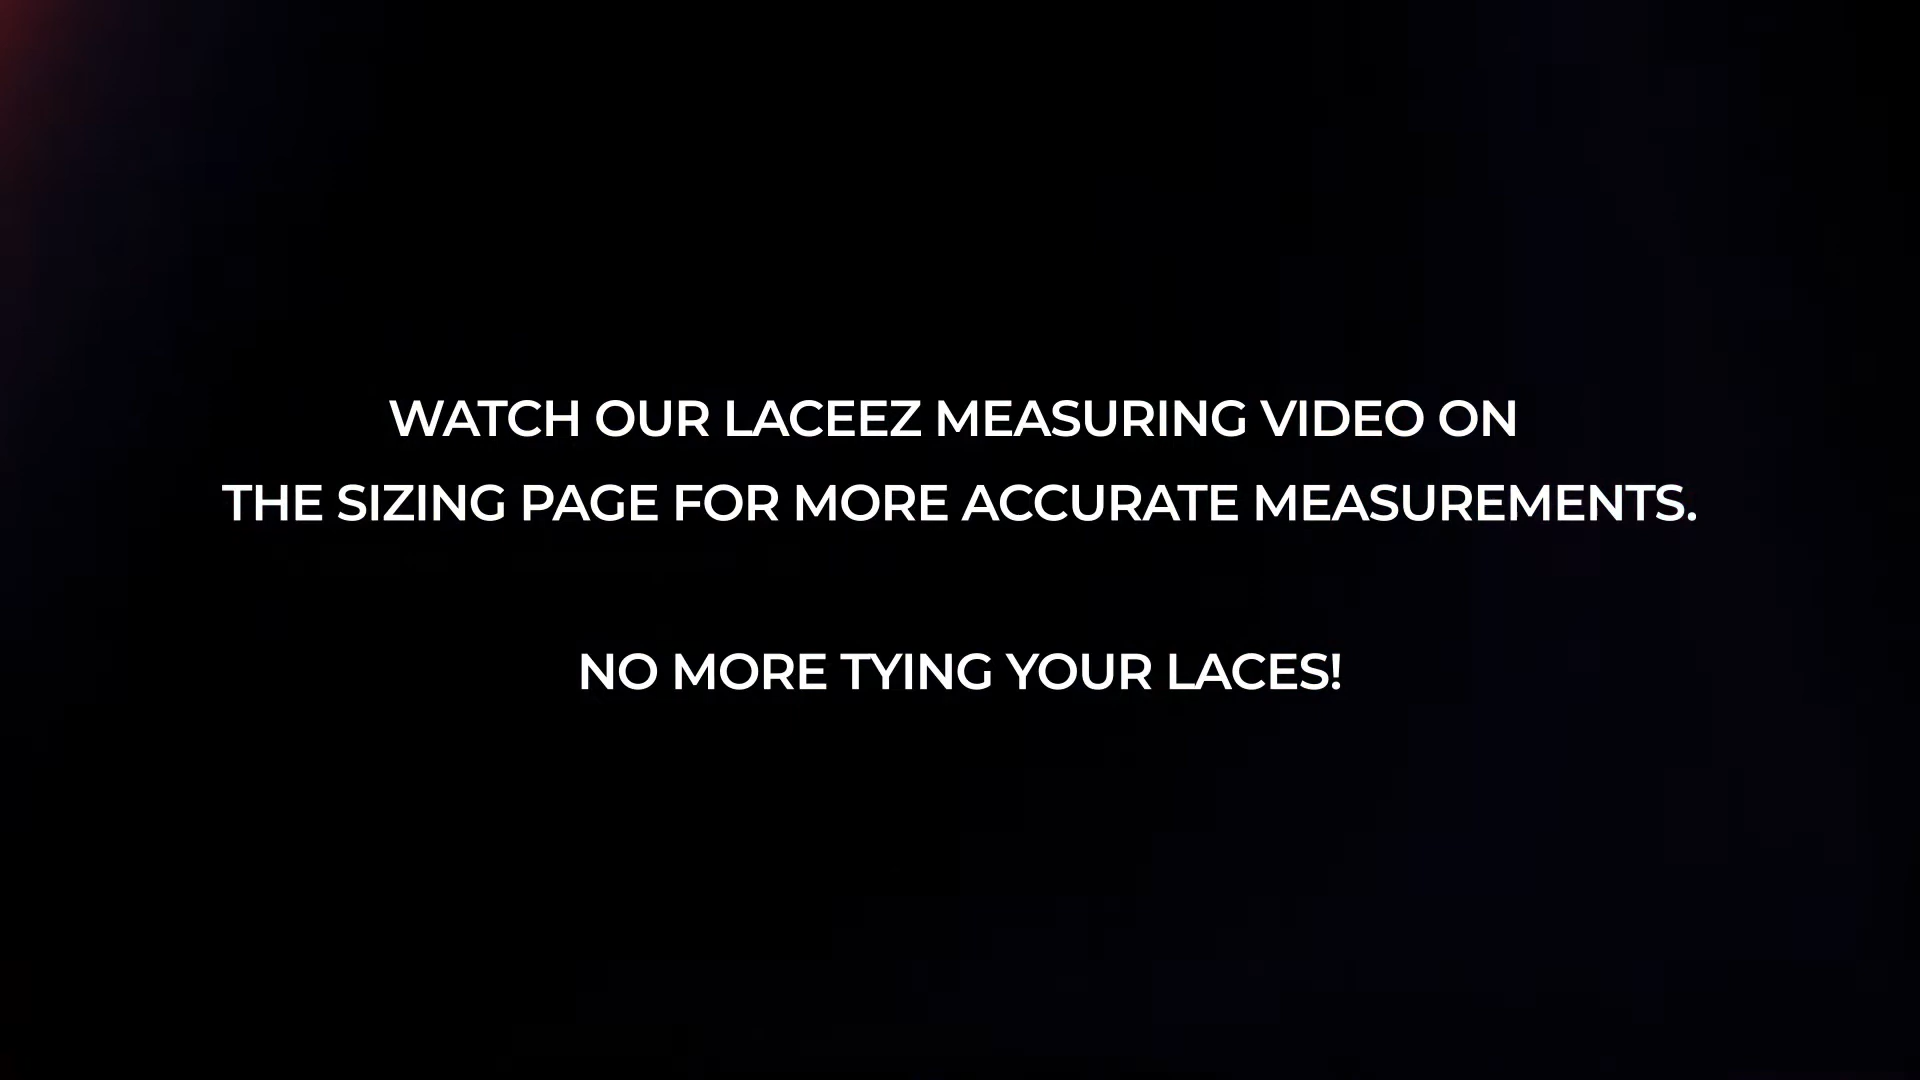 WATCH OUR LACEEZ MEASURING VIDEO ON
THE SIZING PAGE FOR MORE ACCURATE MEASUREMENTS.
NO MORE TYING YOUR LACES!